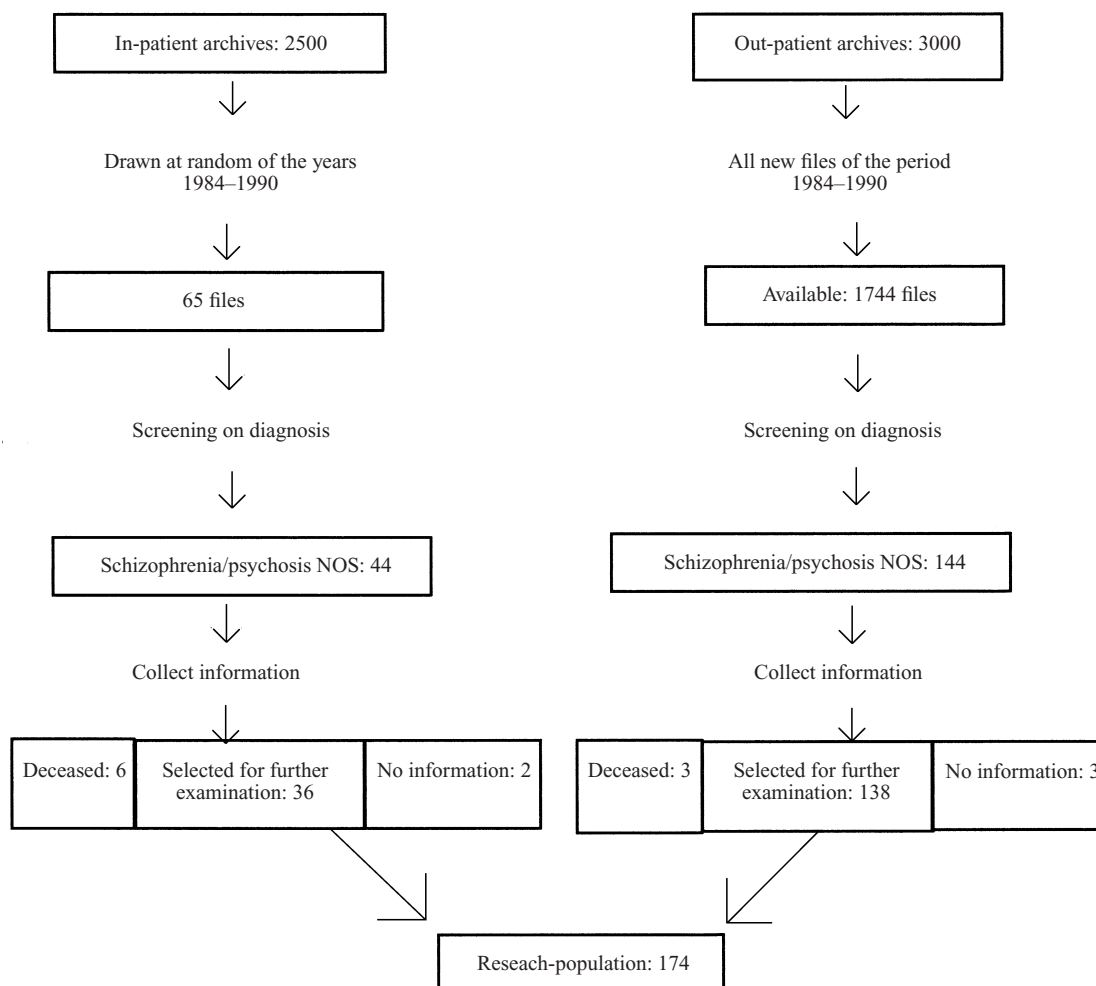 In-patient archives: 2500
Out-patient archives: 3000
Drawn at random of the years
1984–1990
All new files of the period
1984–1990
65 files
Available: 1744 files
Screening on diagnosis
Screening on diagnosis
Schizophrenia/psychosis NOS: 44
Schizophrenia/psychosis NOS: 144
Collect information
Collect information
Deceased: 6
Selected for further
examination: 36
No information: 2
Deceased: 3
Selected for further
examination: 138
No information: 3
Reseach-population: 174